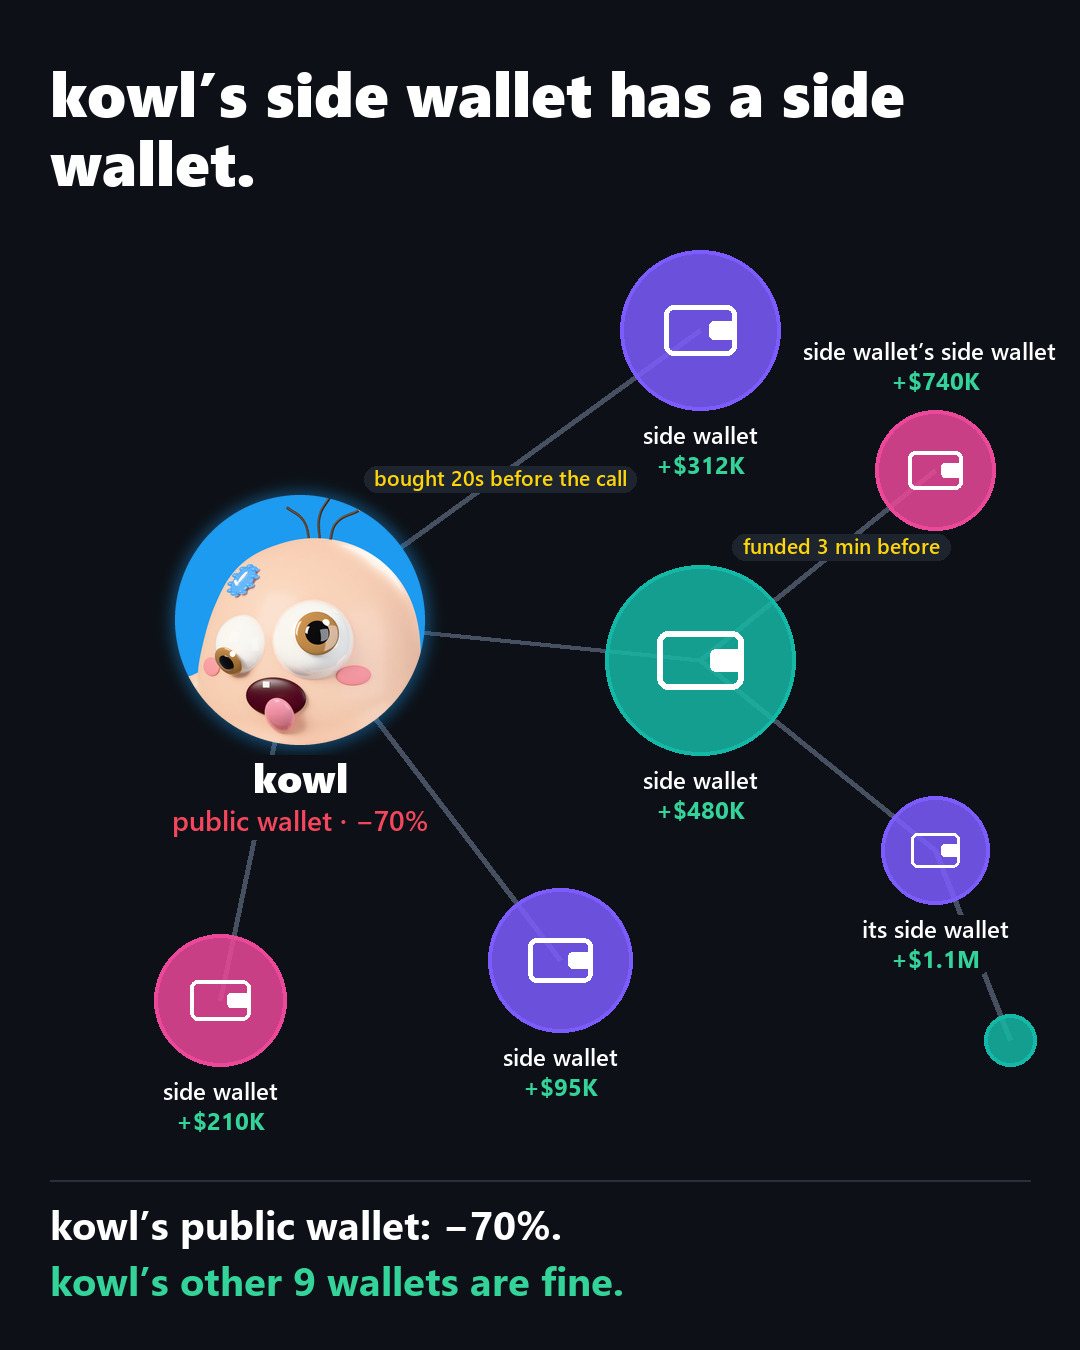 kowl’s side wallet has a side
wallet.
side wallet’s side wallet
+$740K
side wallet
+$312K
bought 20s before the call
funded 3 min before
kowl
public wallet · −70%
side wallet
+$480K
its side wallet
+$1.1M
side wallet
+$95K
side wallet
+$210K
kowl’s public wallet: −70%.
kowl’s other 9 wallets are fine.